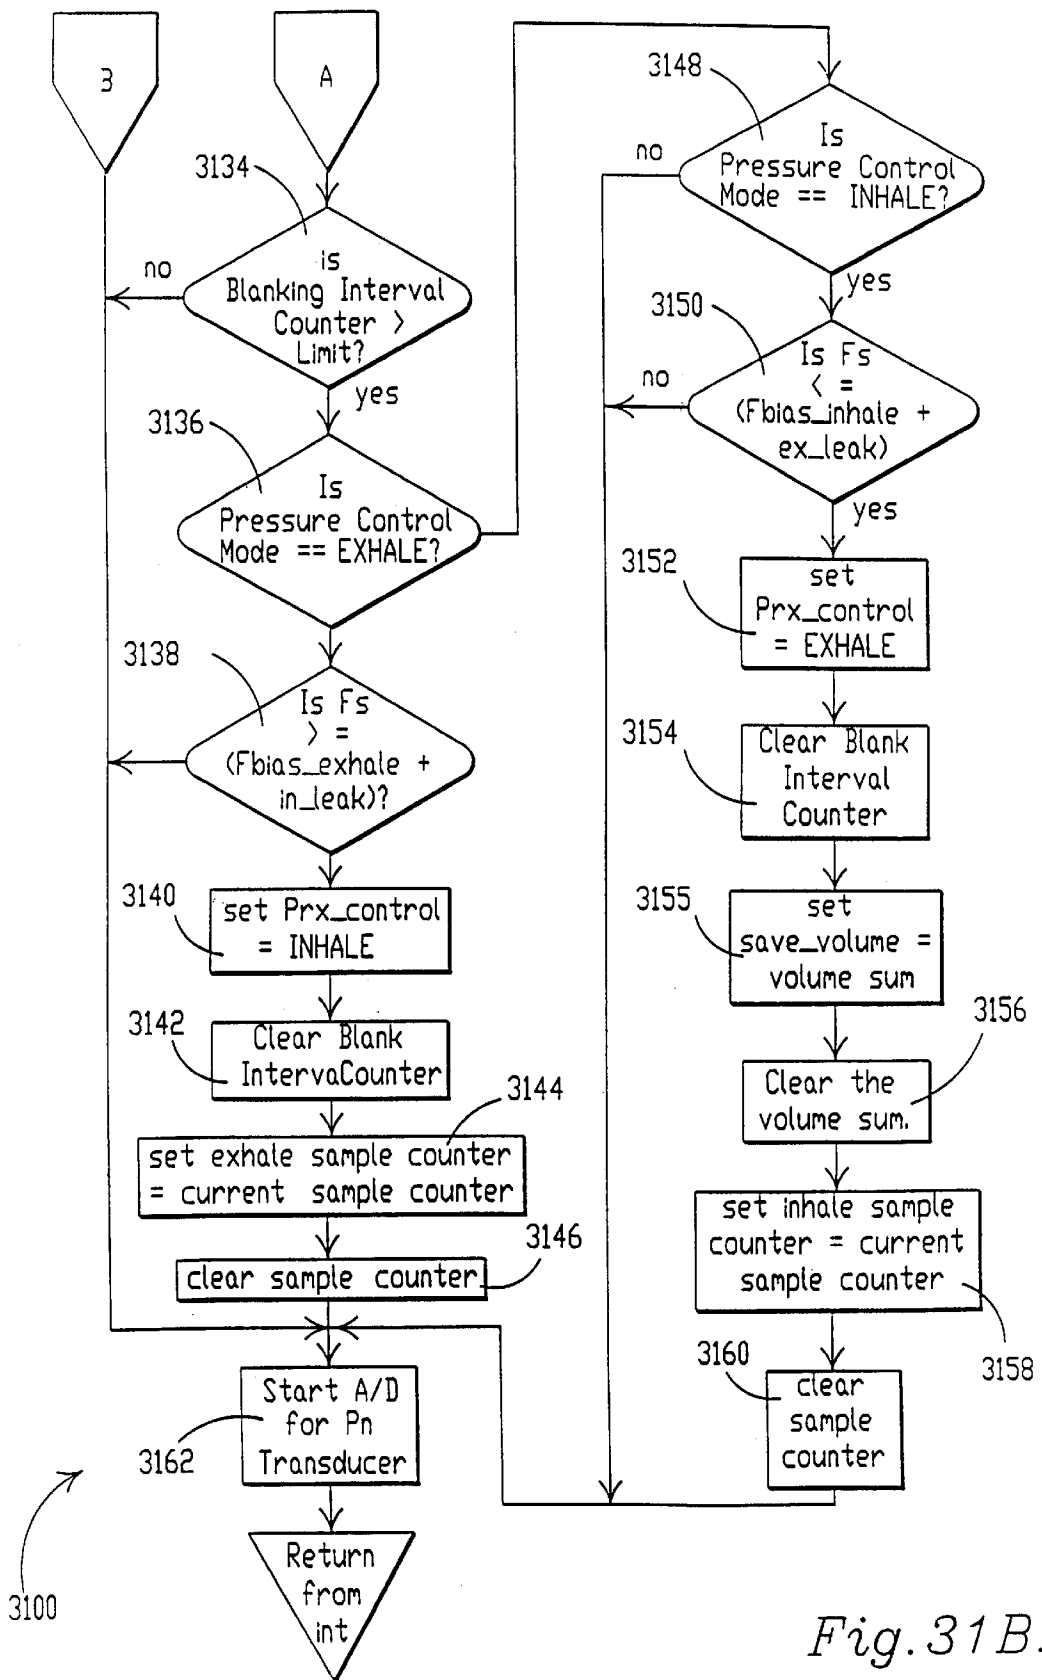 B
A
3134
is
Blanking Interval
Counter >
Limit?
no
yes
3136
Is
Pressure Control
Mode == EXHALE?
3138
Is Fs
> =
(Fbias_exhale +
in_leak)?
3140
set Prx_control
= INHALE
3142
Clear Blank
IntervaCounter
3144
set exhale sample counter
= current sample counter
3146
clear sample counter
3162
Start A/D
for Pn
Transducer
Return
from
int
3100
3148
Is
Pressure Control
Mode == INHALE?
no
yes
3150
Is Fs
< =
(Fbias_inhale +
ex_leak)
no
yes
3152
set
Prx_control
= EXHALE
3154
Clear Blank
Interval
Counter
3155
set
save_volume =
volume sum
3156
Clear the
volume sum.
set inhale sample
counter = current
sample counter
3158
3160
clear
sample
counter
Fig.31B.